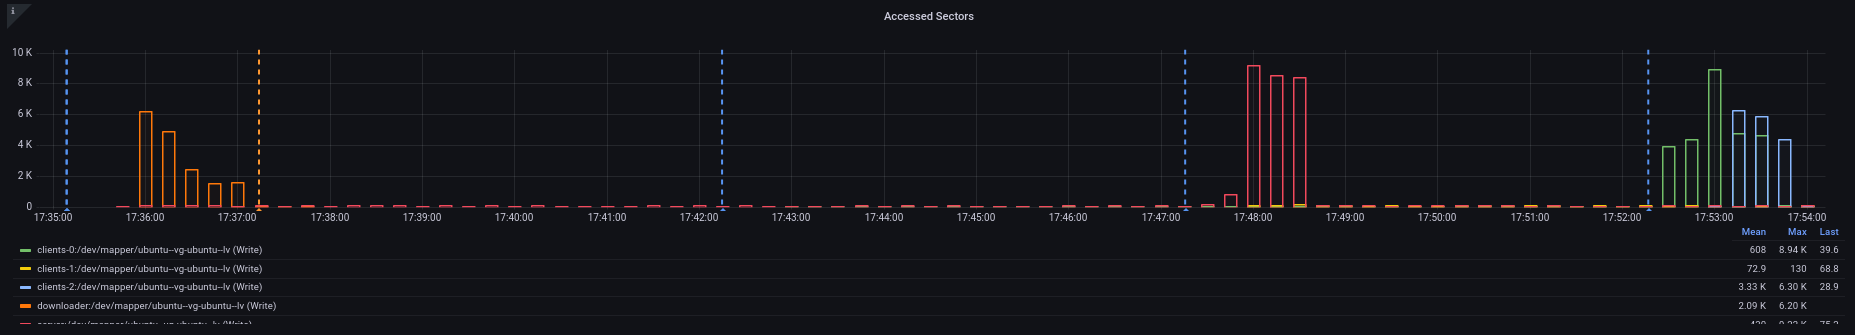 i
Accessed Sectors
10 K
8 K
6 K
4 K
2 K
0
17:35:00 17:36:00 17:37:00 17:38:00 17:39:00 17:40:00 17:41:00 17:42:00 17:43:00 17:44:00 17:45:00 17:46:00 17:47:00 17:48:00 17:49:00 17:50:00 17:51:00 17:52:00 17:53:00 17:54:00
Mean Max Last
clients-0:/dev/mapper/ubuntu--vg-ubuntu--lv (Write) 608 8.94 K 39.6
clients-1:/dev/mapper/ubuntu--vg-ubuntu--lv (Write) 72.9 130 68.8
clients-2:/dev/mapper/ubuntu--vg-ubuntu--lv (Write) 3.33 K 6.30 K 28.9
downloader:/dev/mapper/ubuntu--vg-ubuntu--lv (Write) 2.09 K 6.20 K